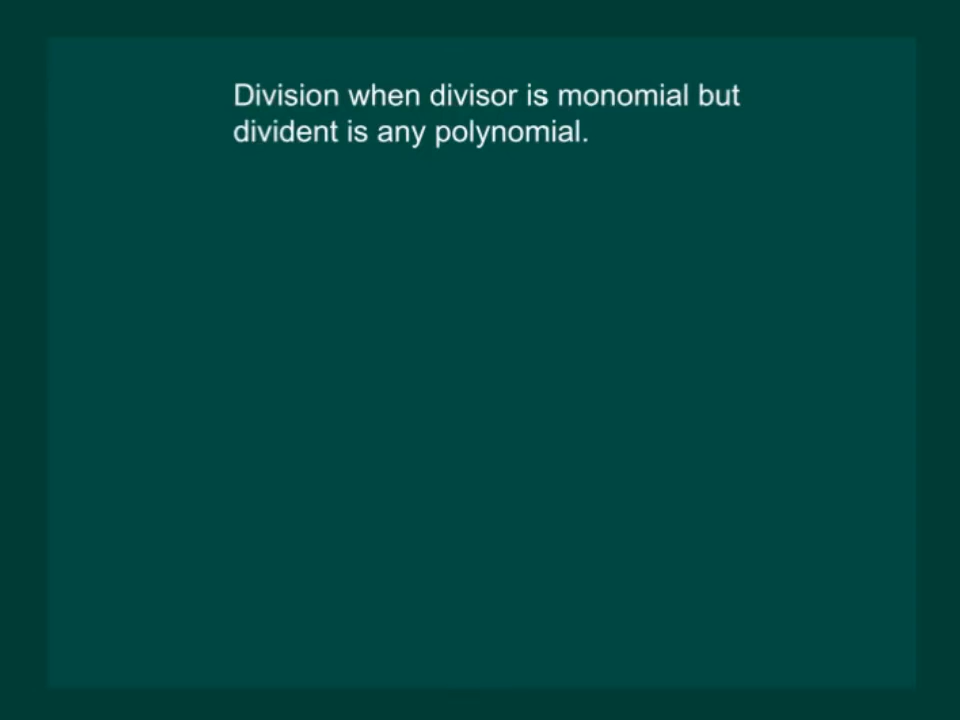 Division when divisor is monomial but
divident is any polynomial.